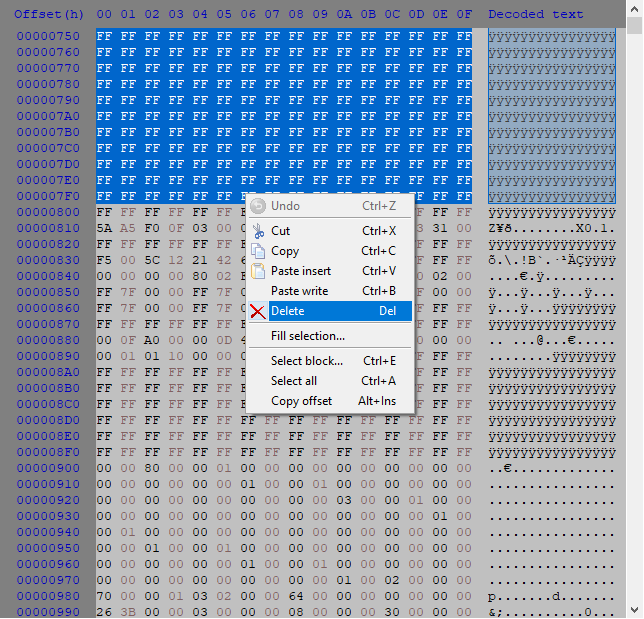 Offset(h) 00 01 02 03 04 05 06 07 08 09 0A 0B 0C 0D 0E 0F Decoded text
00000750 FF FF FF FF FF FF FF FF FF FF FF FF FF FF FF FF ÿÿÿÿÿÿÿÿÿÿÿÿÿÿÿÿ
00000760 FF FF FF FF FF FF FF FF FF FF FF FF FF FF FF FF ÿÿÿÿÿÿÿÿÿÿÿÿÿÿÿÿ
00000770 FF FF FF FF FF FF FF FF FF FF FF FF FF FF FF FF ÿÿÿÿÿÿÿÿÿÿÿÿÿÿÿÿ
00000780 FF FF FF FF FF FF FF FF FF FF FF FF FF FF FF FF ÿÿÿÿÿÿÿÿÿÿÿÿÿÿÿÿ
00000790 FF FF FF FF FF FF FF FF FF FF FF FF FF FF FF FF ÿÿÿÿÿÿÿÿÿÿÿÿÿÿÿÿ
000007A0 FF FF FF FF FF FF FF FF FF FF FF FF FF FF FF FF ÿÿÿÿÿÿÿÿÿÿÿÿÿÿÿÿ
000007B0 FF FF FF FF FF FF FF FF FF FF FF FF FF FF FF FF ÿÿÿÿÿÿÿÿÿÿÿÿÿÿÿÿ
000007C0 FF FF FF FF FF FF FF FF FF FF FF FF FF FF FF FF ÿÿÿÿÿÿÿÿÿÿÿÿÿÿÿÿ
000007D0 FF FF FF FF FF FF FF FF FF FF FF FF FF FF FF FF ÿÿÿÿÿÿÿÿÿÿÿÿÿÿÿÿ
000007E0 FF FF FF FF FF FF FF FF FF FF FF FF FF FF FF FF ÿÿÿÿÿÿÿÿÿÿÿÿÿÿÿÿ
000007F0 FF FF FF FF FF FF FF FF FF FF FF FF FF FF FF FF ÿÿÿÿÿÿÿÿÿÿÿÿÿÿÿÿ
00000800 FF FF FF FF FF FF FF FF ÿÿÿÿÿÿÿÿÿÿÿÿÿÿÿÿ
00000810 5A A5 F0 0F 03 00 31 00 Z¥ð.......X0.1.
00000820 FF FF FF FF FF FF FF FF ÿÿÿÿÿÿÿÿÿÿÿÿÿÿÿÿ
00000830 F5 00 5C 12 21 42 FF FF õ.\.!B`.·¹ÄÇÿÿÿÿ
00000840 00 00 00 00 80 02 02 00 ....€.ÿ.........
00000850 FF 7F 00 00 FF 7F 00 00 ÿ...ÿ...ÿ...ÿ...
00000860 FF 7F 00 00 FF 7F FF FF ÿ...ÿ...ÿÿÿÿÿÿÿÿ
00000870 FF FF FF FF FF FF FF FF ÿÿÿÿÿÿÿÿÿÿÿÿÿÿÿÿ
00000880 00 0F A0 00 00 0D 00 00 .. ....@...€....
00000890 00 01 01 10 00 00 FF FF ........ÿÿÿÿÿÿÿÿ
000008A0 FF FF FF FF FF FF FF FF ÿÿÿÿÿÿÿÿÿÿÿÿÿÿÿÿ
000008B0 FF FF FF FF FF FF FF FF ÿÿÿÿÿÿÿÿÿÿÿÿÿÿÿÿ
000008C0 FF FF FF FF FF FF FF FF ÿÿÿÿÿÿÿÿÿÿÿÿÿÿÿÿ
Undo Ctrl+Z
Cut Ctrl+X
Copy Ctrl+C
Paste insert Ctrl+V
Paste write Ctrl+B
Delete Del
Fill selection...
Select block... Ctrl+E
Select all Ctrl+A
Copy offset Alt+Ins
000008D0 FF FF FF FF FF FF FF FF FF FF FF FF FF FF FF FF ÿÿÿÿÿÿÿÿÿÿÿÿÿÿÿÿ
000008E0 FF FF FF FF FF FF FF FF FF FF FF FF FF FF FF FF ÿÿÿÿÿÿÿÿÿÿÿÿÿÿÿÿ
000008F0 FF FF FF FF FF FF FF FF FF FF FF FF FF FF FF FF ÿÿÿÿÿÿÿÿÿÿÿÿÿÿÿÿ
00000900 00 00 80 00 00 01 00 00 00 00 00 00 00 00 00 00 ..€.............
00000910 00 00 00 00 00 00 01 00 00 01 00 00 00 00 00 00 ................
00000920 00 00 00 00 00 00 00 00 00 00 03 00 00 01 00 00 ................
00000930 00 00 00 00 00 00 00 00 00 00 00 00 00 00 01 00 ................
00000940 00 01 00 00 00 00 00 00 00 00 00 00 00 00 00 00 ................
00000950 00 00 01 00 00 01 00 00 00 00 00 00 00 00 00 00 ................
00000960 00 00 00 00 00 00 01 00 00 01 00 00 00 00 00 00 ................
00000970 00 00 00 00 00 00 00 00 00 00 01 00 02 00 00 00 ................
00000980 70 00 00 01 03 02 00 00 64 00 00 00 00 00 00 00 p.......d.......
00000990 26 3B 00 00 03 00 00 00 08 00 00 00 30 00 00 00 &;..........0...